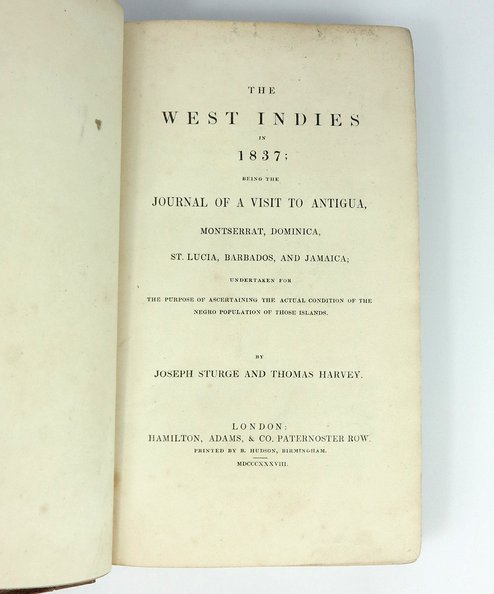 THE
WEST INDIES
IN
1837;
BEING THE
JOURNAL OF A VISIT TO ANTIGUA,
MONTSERRAT, DOMINICA,
ST. LUCIA, BARBADOS, AND JAMAICA;
UNDERTAKEN FOR
THE PURPOSE OF ASCERTAINING THE ACTUAL CONDITION OF THE
NEGRO POPULATION OF THOSE ISLANDS.
BY
JOSEPH STURGE AND THOMAS HARVEY.
LONDON:
HAMILTON, ADAMS, & CO. PATERNOSTER ROW.
PRINTED BY B. HUDSON, BIRMINGHAM.
MDCCCXXXVIII.